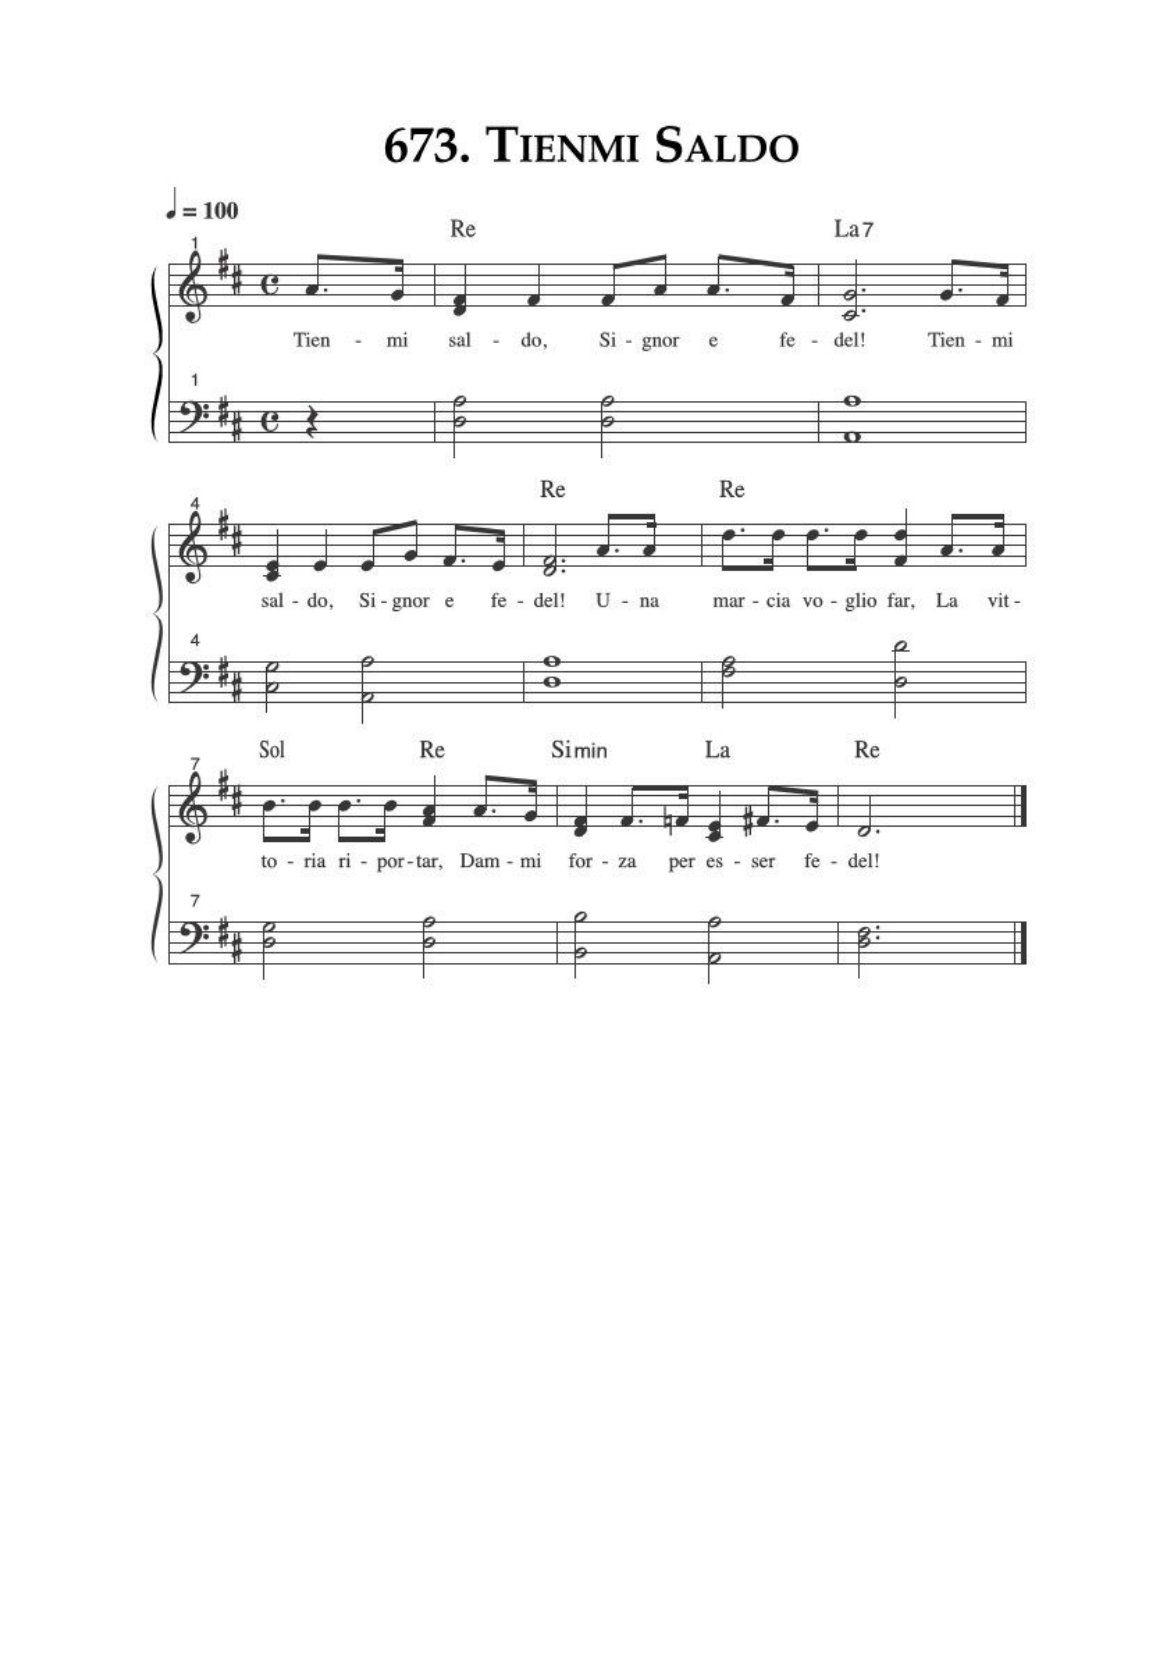 673. Tienmi Saldo
= 100
Re La7
1
Tien - mi sal - do, Si - gnor e fe - del! Tien - mi
1
Re Re
4
sal - do, Si - gnor e fe - del! U - na mar - cia vo - glio far, La vit -
4
Sol Re Simin La Re
7
to - ria ri - por - tar, Dam - mi for - za per es - ser fe - del!
7